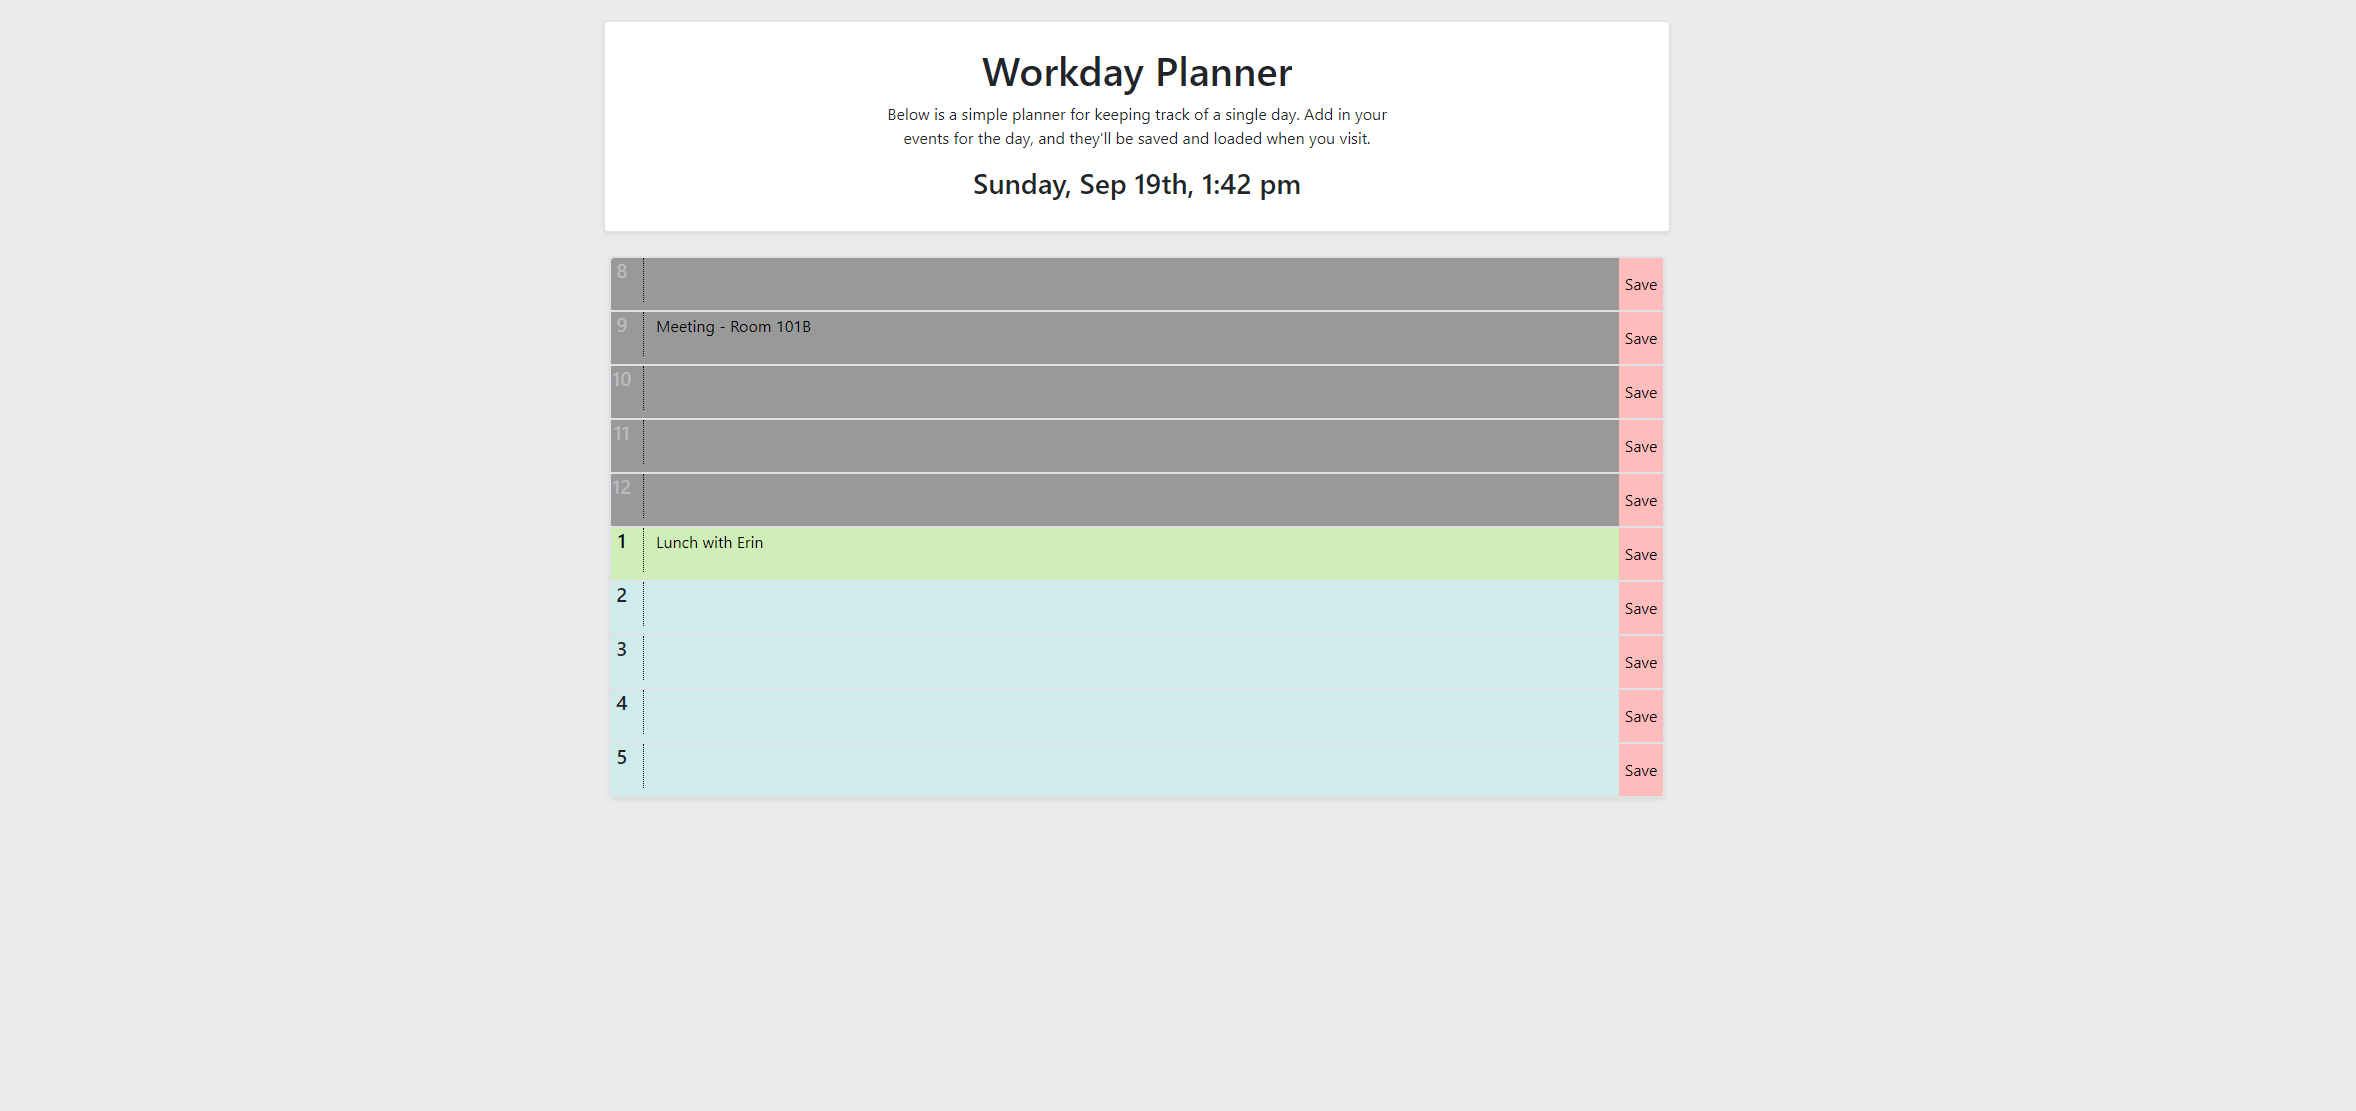 Workday Planner
Below is a simple planner for keeping track of a single day. Add in your
events for the day, and they'll be saved and loaded when you visit.
Sunday, Sep 19th, 1:42 pm
8 Save
9 Meeting - Room 101B Save
10 Save
11 Save
12 Save
1 Lunch with Erin Save
2 Save
3 Save
4 Save
5 Save